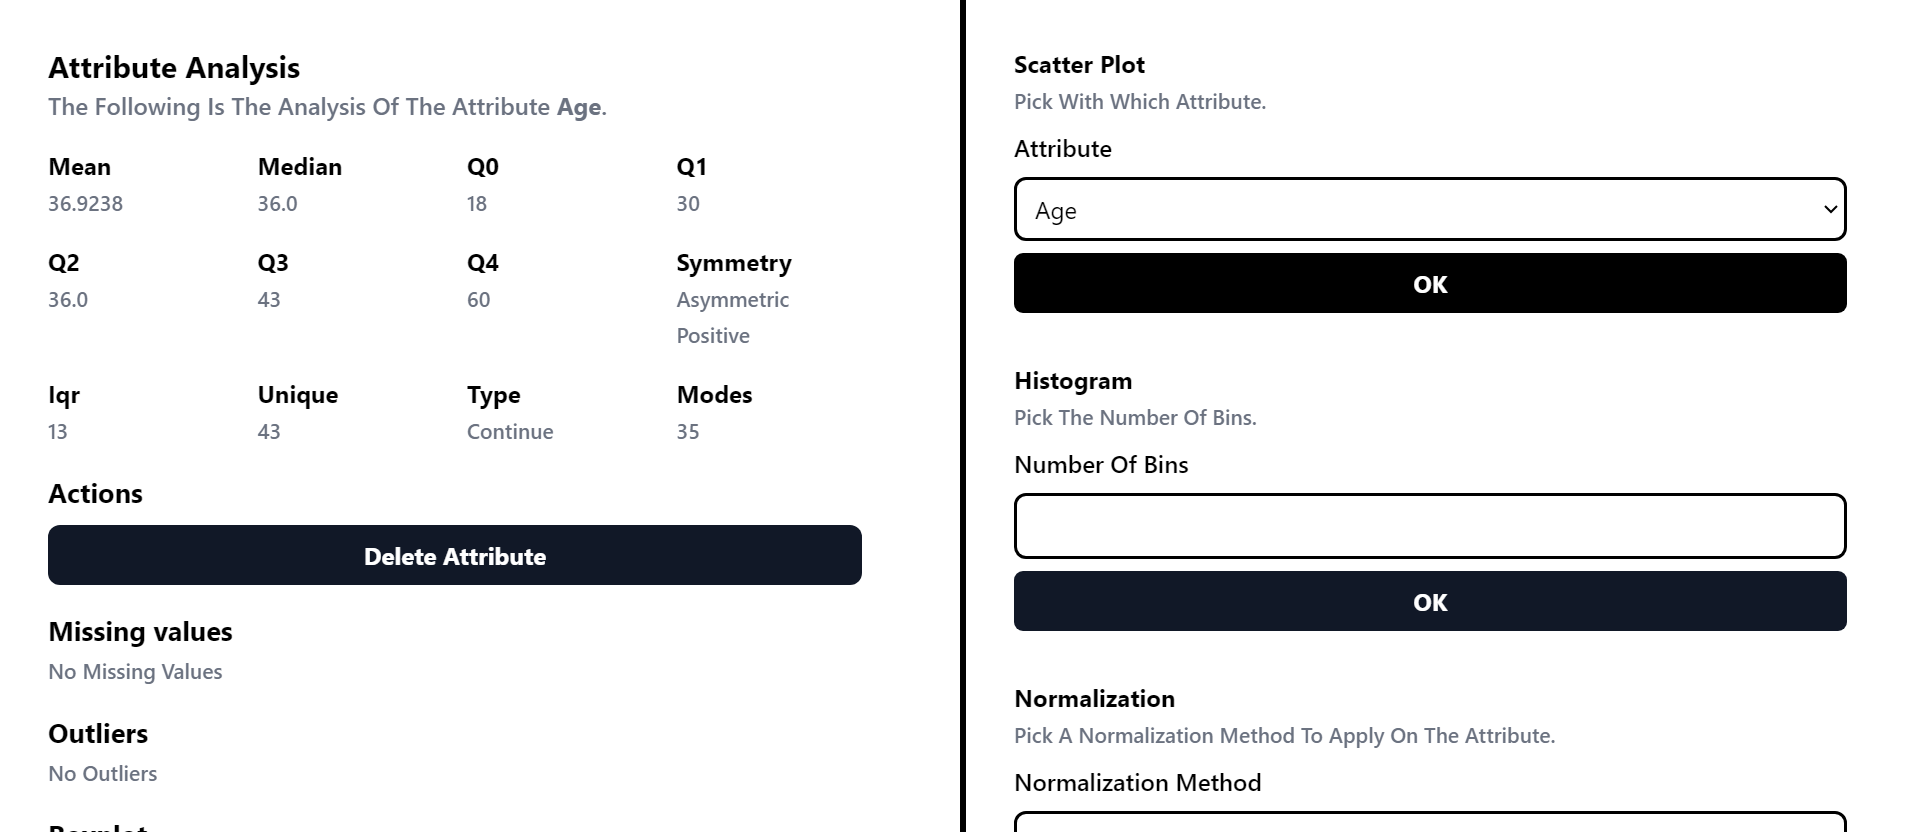 Attribute Analysis
The Following Is The Analysis Of The Attribute Age.
Mean Median Q0 Q1
36.9238 36.0 18 30
Q2 Q3 Q4 Symmetry
36.0 43 60 Asymmetric
Positive
Iqr Unique Type Modes
13 43 Continue 35
Actions
Delete Attribute
Missing values
No Missing Values
Outliers
No Outliers
Boxplot
Scatter Plot
Pick With Which Attribute.
Attribute
Age
OK
Histogram
Pick The Number Of Bins.
Number Of Bins
OK
Normalization
Pick A Normalization Method To Apply On The Attribute.
Normalization Method